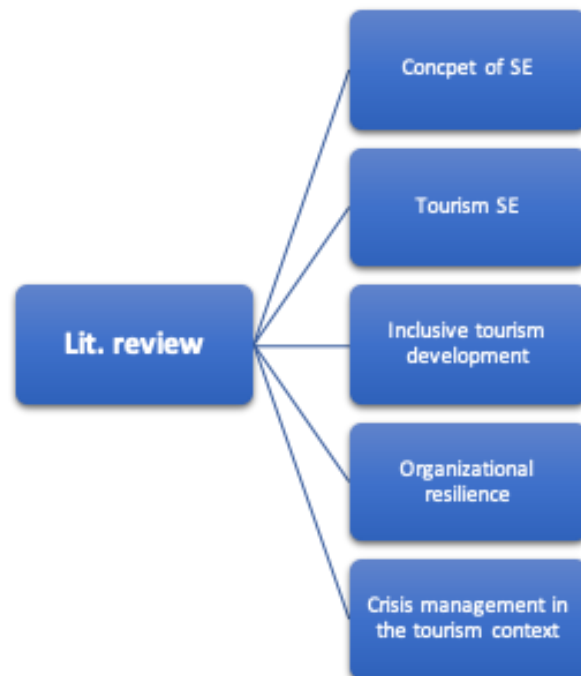 Concpet of SE
Tourism SE
Lit. review
Inclusive tourism
development
Organizational
resilience
Crisis management in
the tourism context